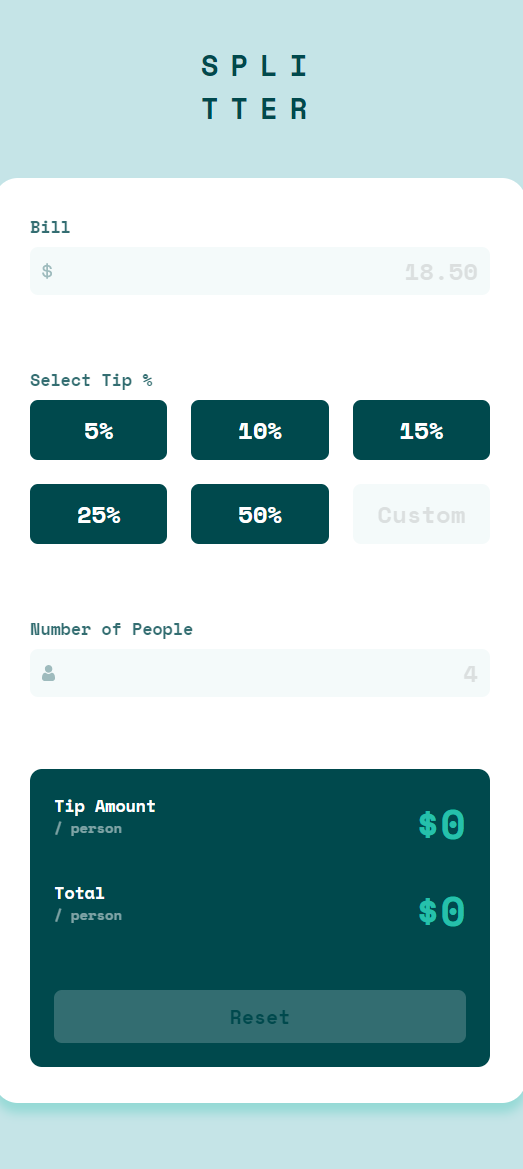 SPLI
TTER
Bill
$ 18.50
Select Tip %
5% 10% 15%
25% 50% Custom
Number of People
4
Tip Amount
/ person
$0
Total
/ person
$0
Reset